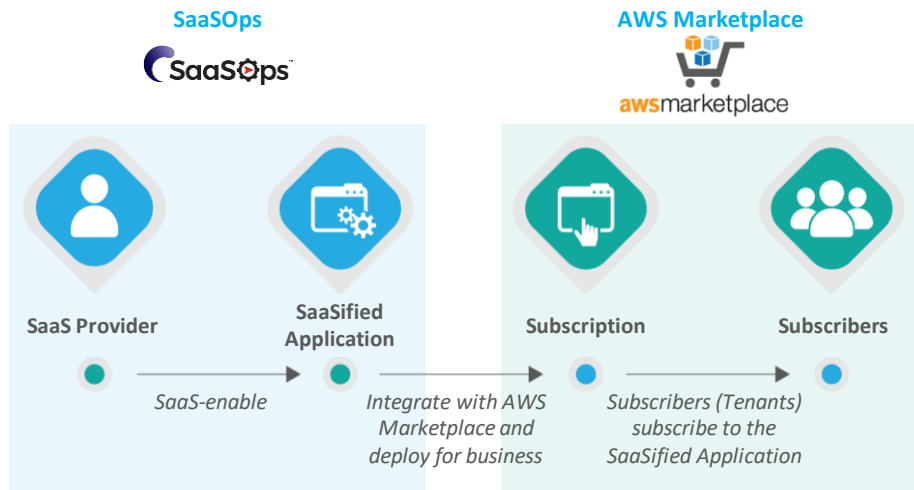 SaaSOps
AWS Marketplace
SaaSOps™
awsmarketplace
SaaS Provider
SaaSified
Application
Subscription
Subscribers
SaaS-enable
Integrate with AWS
Marketplace and
deploy for business
Subscribers (Tenants)
subscribe to the
SaaSified Application